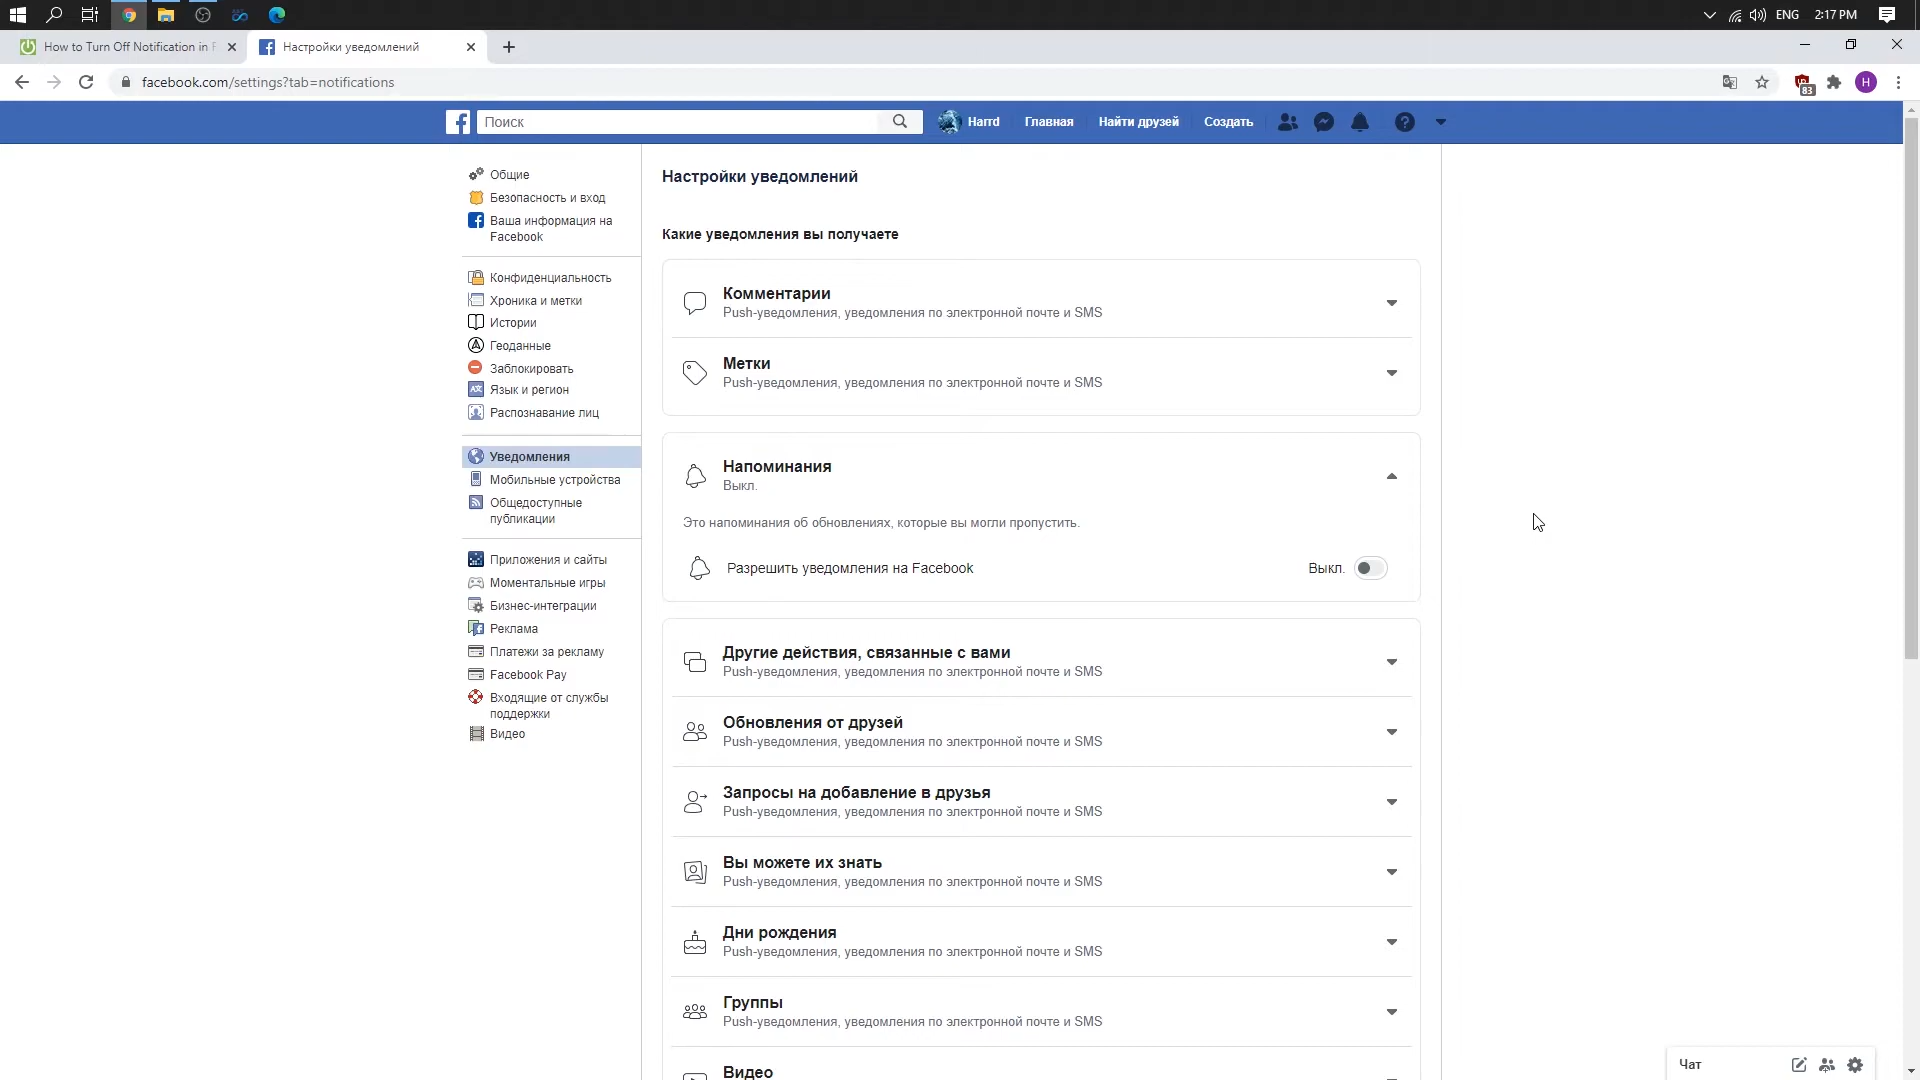 ENG
2:17 PM
How to Turn Off Notification in F
Настройки уведомлений
facebook.com/settings?tab=notifications
83
H
Поиск
Harrd
Главная
Найти друзей
Создать
Общие
Безопасность и вход
Ваша информация на
Facebook
Конфиденциальность
Хроника и метки
Истории
Геоданные
Заблокировать
Язык и регион
Распознавание лиц
Уведомления
Мобильные устройства
Общедоступные
публикации
Приложения и сайты
Моментальные игры
Бизнес-интеграции
Реклама
Платежи за рекламу
Facebook Pay
Входящие от службы
поддержки
Видео
Настройки уведомлений
Какие уведомления вы получаете
Комментарии
Push-уведомления, уведомления по электронной почте и SMS
Метки
Push-уведомления, уведомления по электронной почте и SMS
Напоминания
Выкл.
Это напоминания об обновлениях, которые вы могли пропустить.
Разрешить уведомления на Facebook
Выкл.
Другие действия, связанные с вами
Push-уведомления, уведомления по электронной почте и SMS
Обновления от друзей
Push-уведомления, уведомления по электронной почте и SMS
Запросы на добавление в друзья
Push-уведомления, уведомления по электронной почте и SMS
Вы можете их знать
Push-уведомления, уведомления по электронной почте и SMS
Дни рождения
Push-уведомления, уведомления по электронной почте и SMS
Группы
Push-уведомления, уведомления по электронной почте и SMS
Видео
Чат